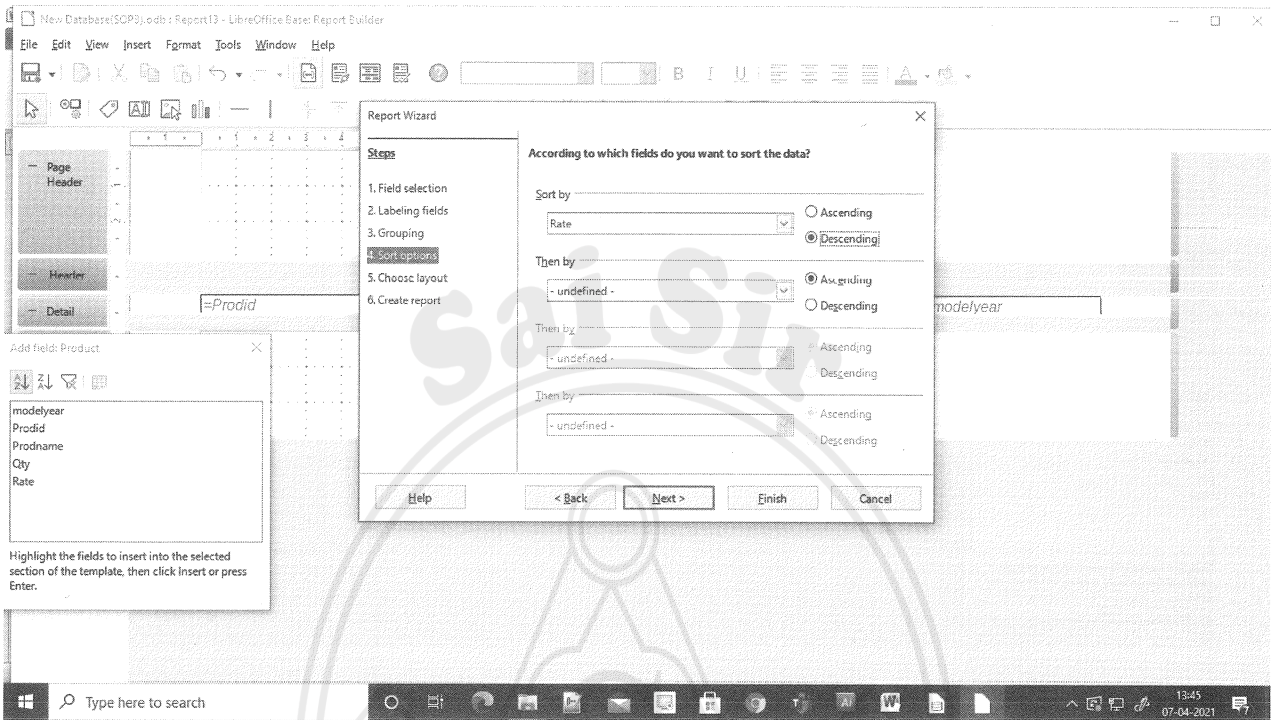 New Database(SOP3).odb : Report13 - LibreOffice Base: Report Builder
File Edit View Insert Format Tools Window Help
B I U A
Page
Header
Header
Detail
=Prodid
modelyear
Report Wizard
Steps
1. Field selection
2. Labeling fields
3. Grouping
4. Sort options
5. Choose layout
6. Create report
According to which fields do you want to sort the data?
Sort by
Rate
Ascending
Descending
Then by
- undefined -
Ascending
Descending
Then by
- undefined -
Ascending
Descending
Then by
- undefined -
Ascending
Descending
Help < Back Next > Finish Cancel
Add field: Product
modelyear
Prodid
Prodname
Qty
Rate
Highlight the fields to insert into the selected
section of the template, then click Insert or press
Enter.
Sai Sir
Type here to search
13:45
07-04-2021